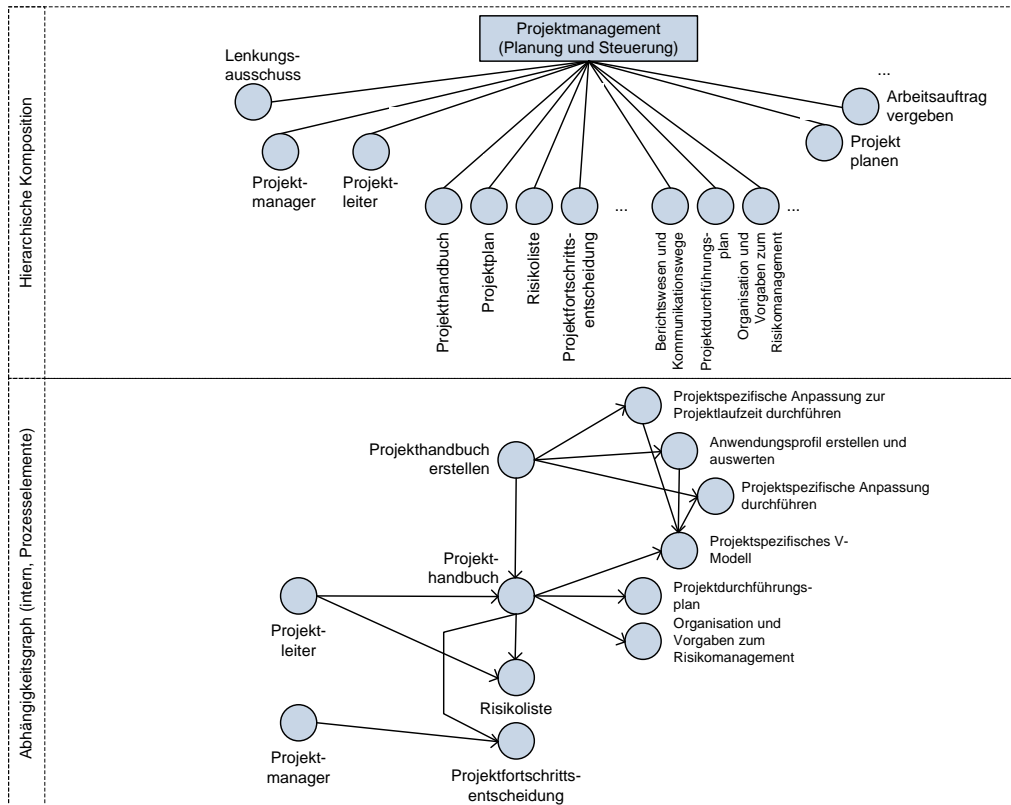 Hierarchische Komposition
Projektmanagement
(Planung und Steuerung)
Lenkungs-
ausschuss
Projekt-
manager
Projekt-
leiter
Projekthandbuch
Projektplan
Risikoliste
Projektfortschritts-
entscheidung
...
Berichtswesen und
Kommunikationswege
Projektdurchführungs-
plan
Organisation und
Vorgaben zum
Risikomanagement
...
...
Arbeitsauftrag
vergeben
Projekt
planen
Abhängigkeitsgraph (intern, Prozesselemente)
Projekthandbuch
erstellen
Projektspezifische Anpassung zur
Projektlaufzeit durchführen
Anwendungsprofil erstellen und
auswerten
Projektspezifische Anpassung
durchführen
Projektspezifisches V-
Modell
Projekt-
handbuch
Projektdurchführungs-
plan
Organisation und
Vorgaben zum
Risikomanagement
Projekt-
leiter
Risikoliste
Projekt-
manager
Projektfortschritts-
entscheidung